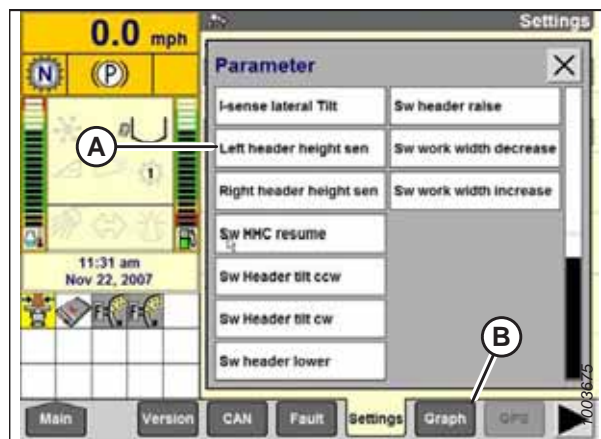 0.0 mph
Settings
N
(P)
Parameter
X
I-sense lateral Tilt
Sw header raise
A
Left header height sen
Sw work width decrease
1
Right header height sen
Sw work width increase
Sw HHC resume
11:31 am
Nov 22, 2007
Sw Header tilt ccw
F=
F=
Sw Header tilt cw
B
Sw header lower
1003675
Main
Version
CAN
Fault
Settings
Graph
GPS